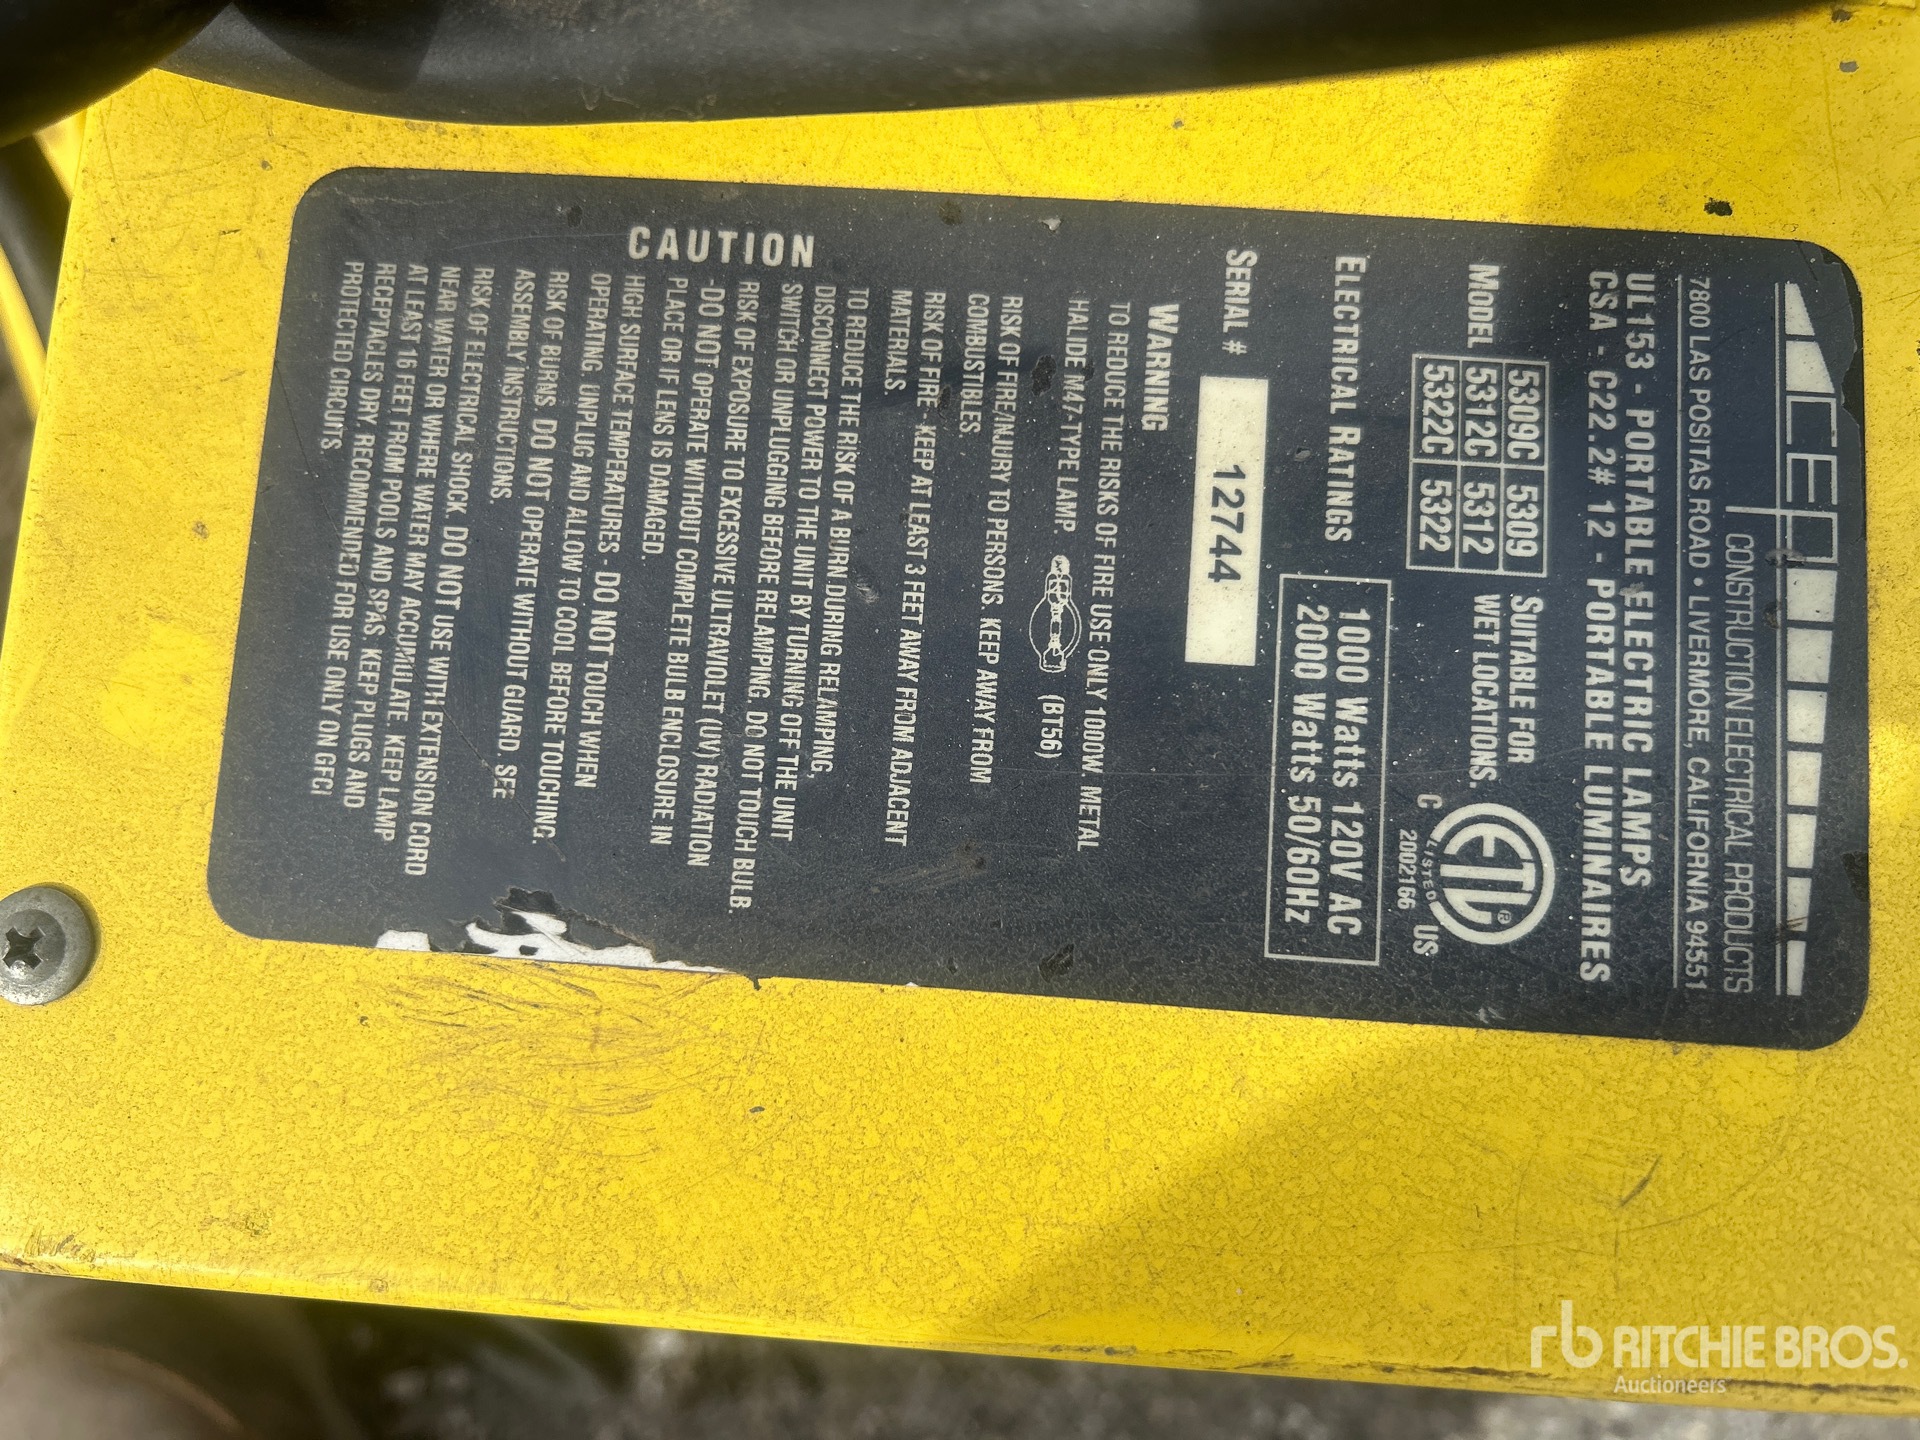 CEP
CONSTRUCTION ELECTRICAL PRODUCTS
7800 LAS POSITAS ROAD • LIVERMORE, CALIFORNIA 94551
UL153 - PORTABLE ELECTRIC LAMPS
CSA - C22.2# 12 - PORTABLE LUMINAIRES
MODEL
5309C 5309
5312C 5312
5322C 5322
SUITABLE FOR
WET LOCATIONS.
ETL®
LISTED
C US
2002166
ELECTRICAL RATINGS
1000 Watts 120V AC
2000 Watts 50/60Hz
SERIAL # 12744
WARNING
TO REDUCE THE RISKS OF FIRE USE ONLY 1000W. METAL
HALIDE M47-TYPE LAMP. (BT56)
RISK OF FIRE/INJURY TO PERSONS. KEEP AWAY FROM
COMBUSTIBLES.
RISK OF FIRE -KEEP AT LEAST 3 FEET AWAY FROM ADJACENT
MATERIALS.
CAUTION
TO REDUCE THE RISK OF A BURN DURING RELAMPING,
DISCONNECT POWER TO THE UNIT BY TURNING OFF THE UNIT
SWITCH OR UNPLUGGING BEFORE RELAMPING. DO NOT TOUCH BULB.
RISK OF EXPOSURE TO EXCESSIVE ULTRAVIOLET (UV) RADIATION
-DO NOT OPERATE WITHOUT COMPLETE BULB ENCLOSURE IN
PLACE OR IF LENS IS DAMAGED.
HIGH SURFACE TEMPERATURES - DO NOT TOUCH WHEN
OPERATING. UNPLUG AND ALLOW TO COOL BEFORE TOUCHING.
RISK OF BURNS. DO NOT OPERATE WITHOUT GUARD. SEE
ASSEMBLY INSTRUCTIONS.
RISK OF ELECTRICAL SHOCK. DO NOT USE WITH EXTENSION CORD
NEAR WATER OR WHERE WATER MAY ACCUMULATE. KEEP LAMP
AT LEAST 16 FEET FROM POOLS AND SPAS. KEEP PLUGS AND
RECEPTACLES DRY. RECOMMENDED FOR USE ONLY ON GFCI
PROTECTED CIRCUITS.
rb RITCHIE BROS.
Auctioneers